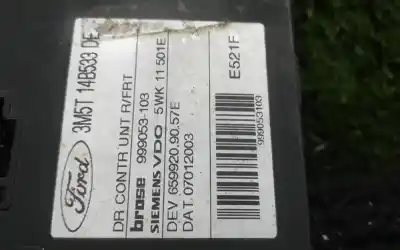 Ford
3M5T 14B533 DE
DR CONTR UNT R/FRT
brose 999053-103
SIEMENS VDO 5WK 11 501E
DEV 659920.90.57E
DAT. 07012003
E521F
999053103